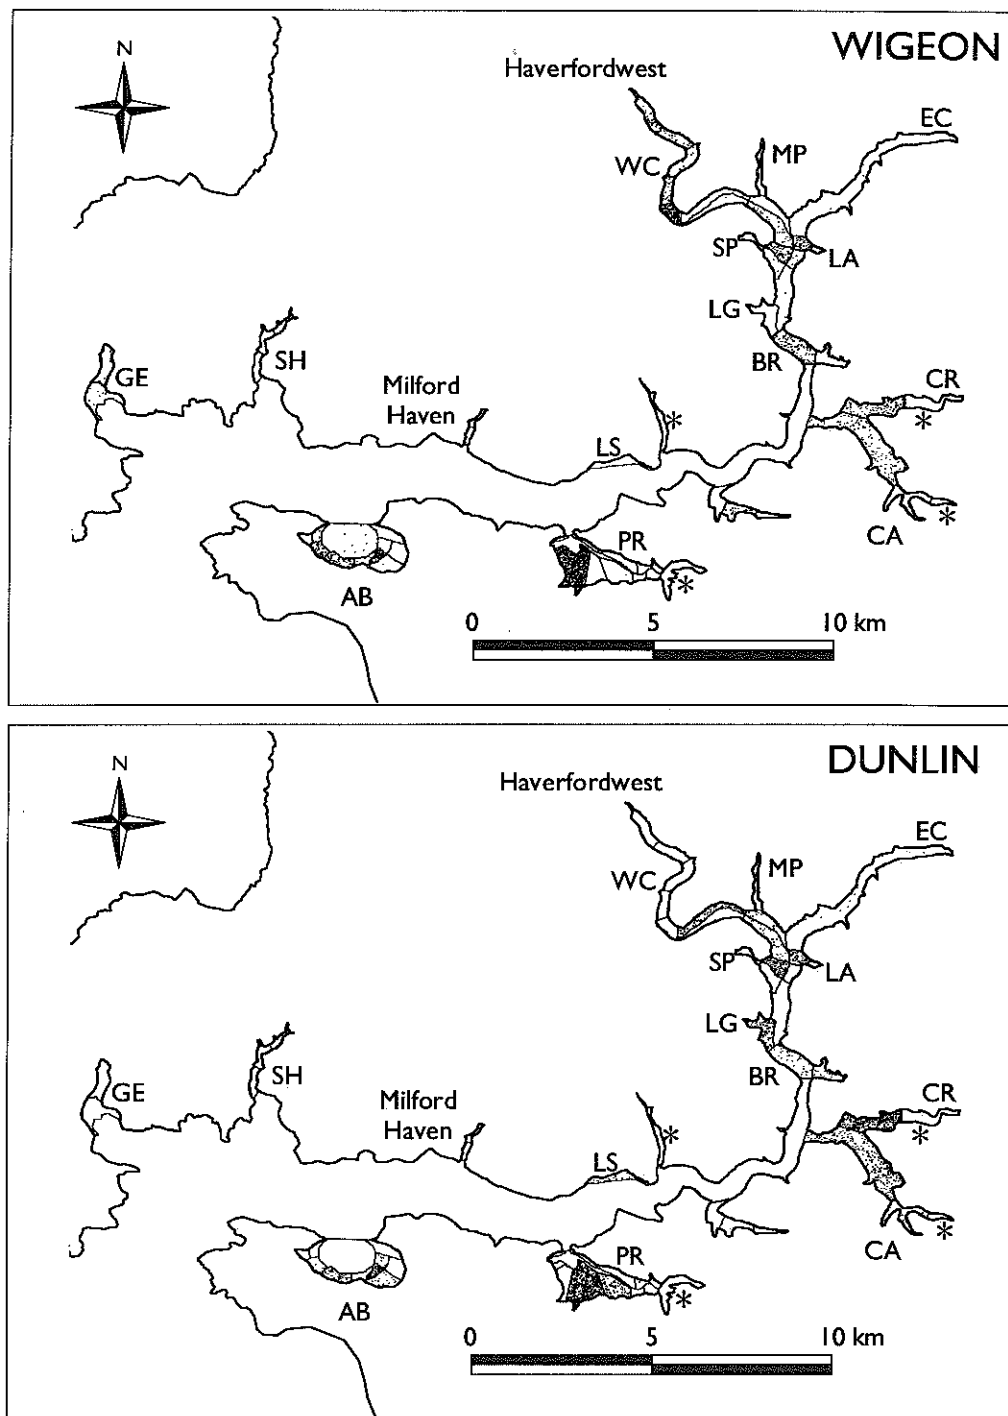 WIGEON
N
Haverfordwest
EC
MP
WC
SP
LA
LG
BR
SH
GE
Milford
Haven
CR
*
*
LS
CA
*
PR
*
AB
0 5 10 km
DUNLIN
N
Haverfordwest
EC
MP
WC
SP
LA
LG
BR
SH
GE
Milford
Haven
CR
*
*
LS
CA
*
PR
*
AB
0 5 10 km